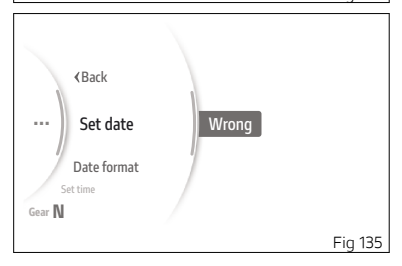 ‹Back
... Set date Wrong
Date format
Set time
Gear N
Fig 135